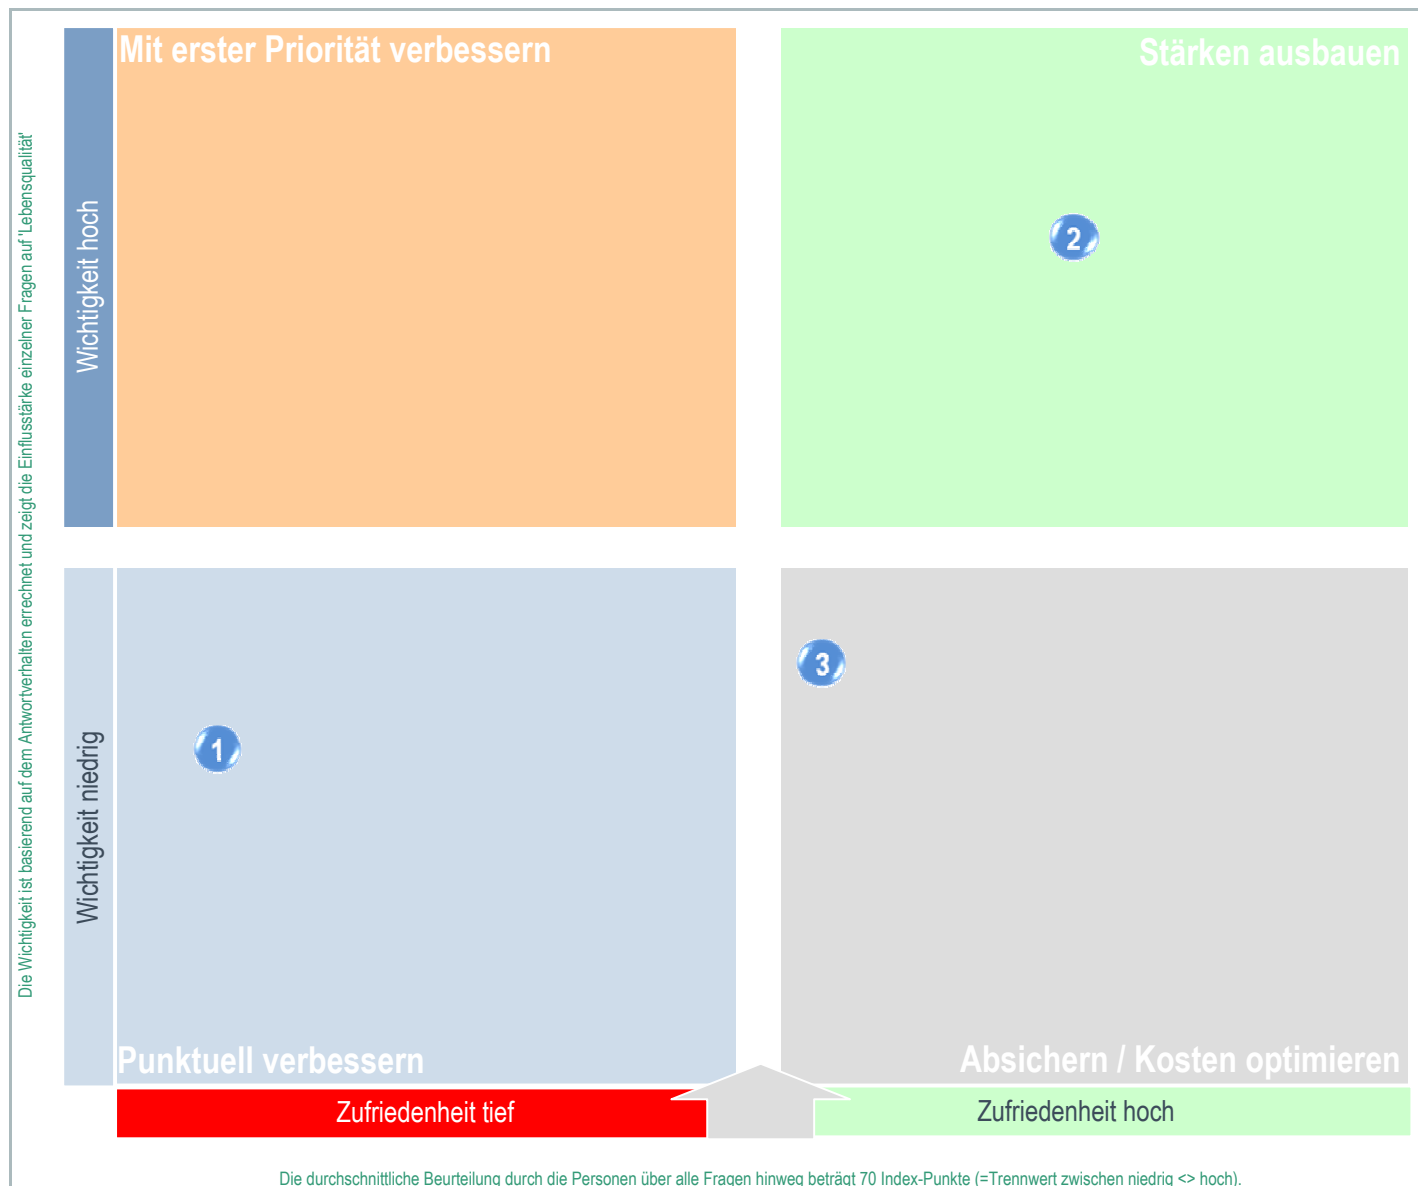 Mit erster Priorität verbessern
Stärken ausbauen
Die Wichtigkeit ist basierend auf dem Antwortverhalten errechnet und zeigt die Einflusstärke einzelner Fragen auf 'Lebensqualität'
Wichtigkeit hoch
2
3
1
Wichtigkeit niedrig
Punktuell verbessern
Absichern / Kosten optimieren
Zufriedenheit tief
Zufriedenheit hoch
Die durchschnittliche Beurteilung durch die Personen über alle Fragen hinweg beträgt 70 Index-Punkte (=Trennwert zwischen niedrig <> hoch).